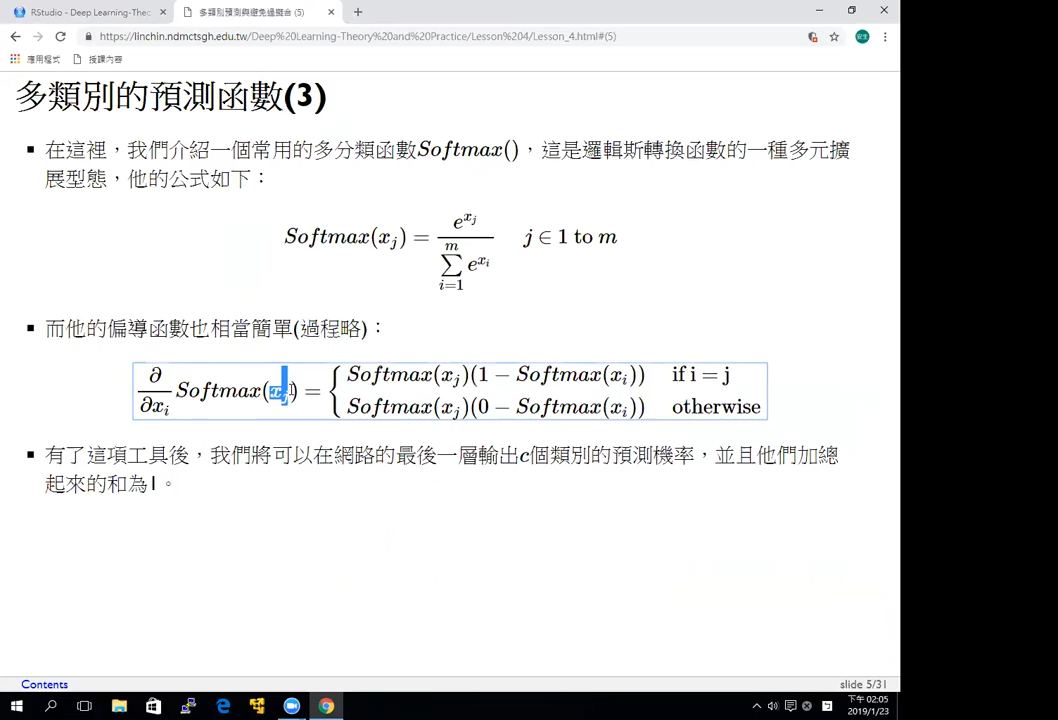 RStudio - Deep Learning-Theo
多類別預測與避免過擬合 (5)
https://linchin.ndmctsgh.edu.tw/Deep%20Learning-Theory%20and%20Practice/Lesson%204/Lesson_4.html#(5)
應用程式
授課內容
多類別的預測函數(3)
在這裡，我們介紹一個常用的多分類函數Softmax()，這是邏輯斯轉換函數的一種多元擴
展型態，他的公式如下：
Softmax(x_j) = e^{x_j} / \sum_{i=1}^{m} e^{x_i}  j ∈ 1 to m
而他的偏導函數也相當簡單(過程略)：
∂/∂x_i Softmax(x_j) = { Softmax(x_j)(1 − Softmax(x_i)) if i = j
Softmax(x_j)(0 − Softmax(x_i)) otherwise
有了這項工具後，我們將可以在網路的最後一層輸出c個類別的預測機率，並且他們加總
起來的和為1。
Contents
slide 5/31
下午 02:05
2019/1/23